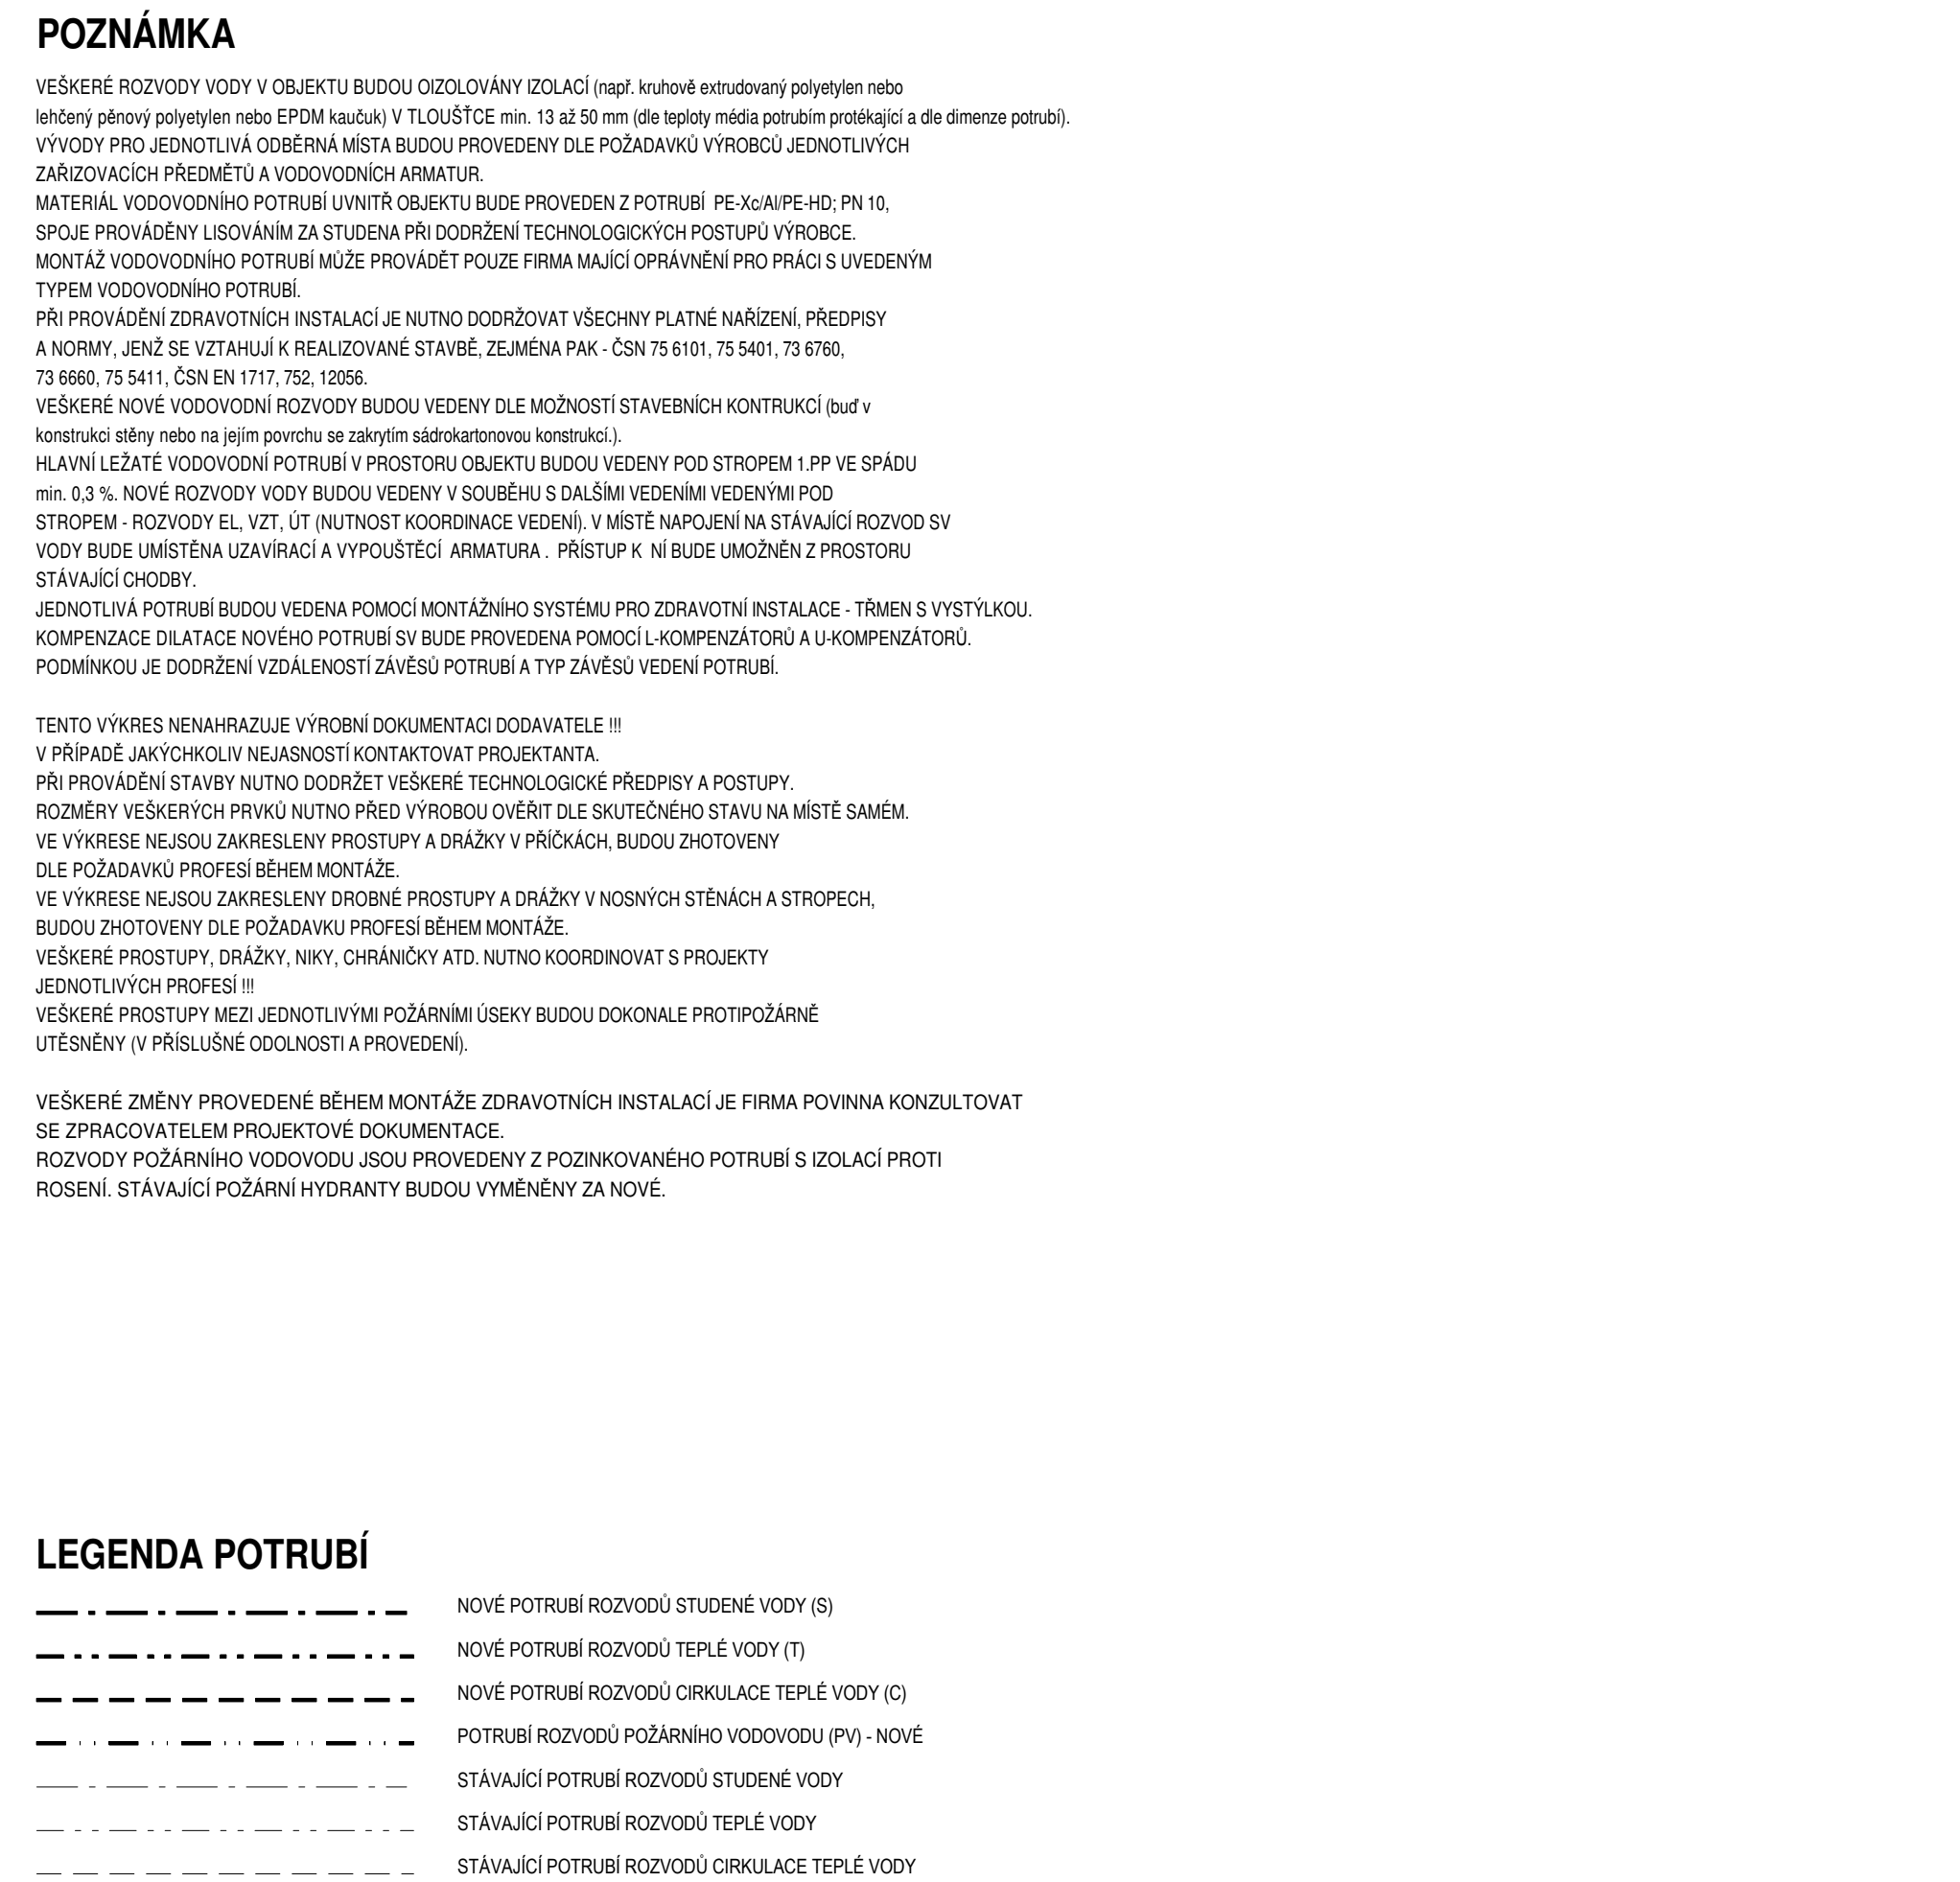 POZNÁMKA
VEŠKERÉ ROZVODY VODY V OBJEKTU BUDOU OIZOLOVÁNY IZOLACÍ (např. kruhově extrudovaný polyetylen nebo
lehčený pěnový polyetylen nebo EPDM kaučuk) V TLOUŠŤCE min. 13 až 50 mm (dle teploty média potrubím protékající a dle dimenze potrubí).
VÝVODY PRO JEDNOTLIVÁ ODBĚRNÁ MÍSTA BUDOU PROVEDENY DLE POŽADAVKŮ VÝROBCŮ JEDNOTLIVÝCH
ZAŘIZOVACÍCH PŘEDMĚTŮ A VODOVODNÍCH ARMATUR.
MATERIÁL VODOVODNÍHO POTRUBÍ UVNITŘ OBJEKTU BUDE PROVEDEN Z POTRUBÍ PE-Xc/Al/PE-HD; PN 10,
SPOJE PROVÁDĚNY LISOVÁNÍM ZA STUDENA PŘI DODRŽENÍ TECHNOLOGICKÝCH POSTUPŮ VÝROBCE.
MONTÁŽ VODOVODNÍHO POTRUBÍ MŮŽE PROVÁDĚT POUZE FIRMA MAJÍCÍ OPRÁVNĚNÍ PRO PRÁCI S UVEDENÝM
TYPEM VODOVODNÍHO POTRUBÍ.
PŘI PROVÁDĚNÍ ZDRAVOTNÍCH INSTALACÍ JE NUTNO DODRŽOVAT VŠECHNY PLATNÉ NAŘÍZENÍ, PŘEDPISY
A NORMY, JENŽ SE VZTAHUJÍ K REALIZOVANÉ STAVBĚ, ZEJMÉNA PAK - ČSN 75 6101, 75 5401, 73 6760,
73 6660, 75 5411, ČSN EN 1717, 752, 12056.
VEŠKERÉ NOVÉ VODOVODNÍ ROZVODY BUDOU VEDENY DLE MOŽNOSTÍ STAVEBNÍCH KONTRUKCÍ (buď v
konstrukci stěny nebo na jejím povrchu se zakrytím sádrokartonovou konstrukcí.).
HLAVNÍ LEŽATÉ VODOVODNÍ POTRUBÍ V PROSTORU OBJEKTU BUDOU VEDENY POD STROPEM 1.PP VE SPÁDU
min. 0,3 %. NOVÉ ROZVODY VODY BUDOU VEDENY V SOUBĚHU S DALŠÍMI VEDENÍMI VEDENÝMI POD
STROPEM - ROZVODY EL, VZT, ÚT (NUTNOST KOORDINACE VEDENÍ). V MÍSTĚ NAPOJENÍ NA STÁVAJÍCÍ ROZVOD SV
VODY BUDE UMÍSTĚNA UZAVÍRACÍ A VYPOUŠTĚCÍ ARMATURA . PŘÍSTUP K NÍ BUDE UMOŽNĚN Z PROSTORU
STÁVAJÍCÍ CHODBY.
JEDNOTLIVÁ POTRUBÍ BUDOU VEDENA POMOCÍ MONTÁŽNÍHO SYSTÉMU PRO ZDRAVOTNÍ INSTALACE - TŘMEN S VYSTÝLKOU.
KOMPENZACE DILATACE NOVÉHO POTRUBÍ SV BUDE PROVEDENA POMOCÍ L-KOMPENZÁTORŮ A U-KOMPENZÁTORŮ.
PODMÍNKOU JE DODRŽENÍ VZDÁLENOSTÍ ZÁVĚSŮ POTRUBÍ A TYP ZÁVĚSŮ VEDENÍ POTRUBÍ.
TENTO VÝKRES NENAHRAZUJE VÝROBNÍ DOKUMENTACI DODAVATELE !!!
V PŘÍPADĚ JAKÝCHKOLIV NEJASNOSTÍ KONTAKTOVAT PROJEKTANTA.
PŘI PROVÁDĚNÍ STAVBY NUTNO DODRŽET VEŠKERÉ TECHNOLOGICKÉ PŘEDPISY A POSTUPY.
ROZMĚRY VEŠKERÝCH PRVKŮ NUTNO PŘED VÝROBOU OVĚŘIT DLE SKUTEČNÉHO STAVU NA MÍSTĚ SAMÉM.
VE VÝKRESE NEJSOU ZAKRESLENY PROSTUPY A DRÁŽKY V PŘÍČKÁCH, BUDOU ZHOTOVENY
DLE POŽADAVKŮ PROFESÍ BĚHEM MONTÁŽE.
VE VÝKRESE NEJSOU ZAKRESLENY DROBNÉ PROSTUPY A DRÁŽKY V NOSNÝCH STĚNÁCH A STROPECH,
BUDOU ZHOTOVENY DLE POŽADAVKU PROFESÍ BĚHEM MONTÁŽE.
VEŠKERÉ PROSTUPY, DRÁŽKY, NIKY, CHRÁNIČKY ATD. NUTNO KOORDINOVAT S PROJEKTY
JEDNOTLIVÝCH PROFESÍ !!!
VEŠKERÉ PROSTUPY MEZI JEDNOTLIVÝMI POŽÁRNÍMI ÚSEKY BUDOU DOKONALE PROTIPOŽÁRNĚ
UTĚSNĚNY (V PŘÍSLUŠNÉ ODOLNOSTI A PROVEDENÍ).
VEŠKERÉ ZMĚNY PROVEDENÉ BĚHEM MONTÁŽE ZDRAVOTNÍCH INSTALACÍ JE FIRMA POVINNA KONZULTOVAT
SE ZPRACOVATELEM PROJEKTOVÉ DOKUMENTACE.
ROZVODY POŽÁRNÍHO VODOVODU JSOU PROVEDENY Z POZINKOVANÉHO POTRUBÍ S IZOLACÍ PROTI
ROSENÍ. STÁVAJÍCÍ POŽÁRNÍ HYDRANTY BUDOU VYMĚNĚNY ZA NOVÉ.
LEGENDA POTRUBÍ
NOVÉ POTRUBÍ ROZVODŮ STUDENÉ VODY (S)
NOVÉ POTRUBÍ ROZVODŮ TEPLÉ VODY (T)
NOVÉ POTRUBÍ ROZVODŮ CIRKULACE TEPLÉ VODY (C)
POTRUBÍ ROZVODŮ POŽÁRNÍHO VODOVODU (PV) - NOVÉ
STÁVAJÍCÍ POTRUBÍ ROZVODŮ STUDENÉ VODY
STÁVAJÍCÍ POTRUBÍ ROZVODŮ TEPLÉ VODY
STÁVAJÍCÍ POTRUBÍ ROZVODŮ CIRKULACE TEPLÉ VODY